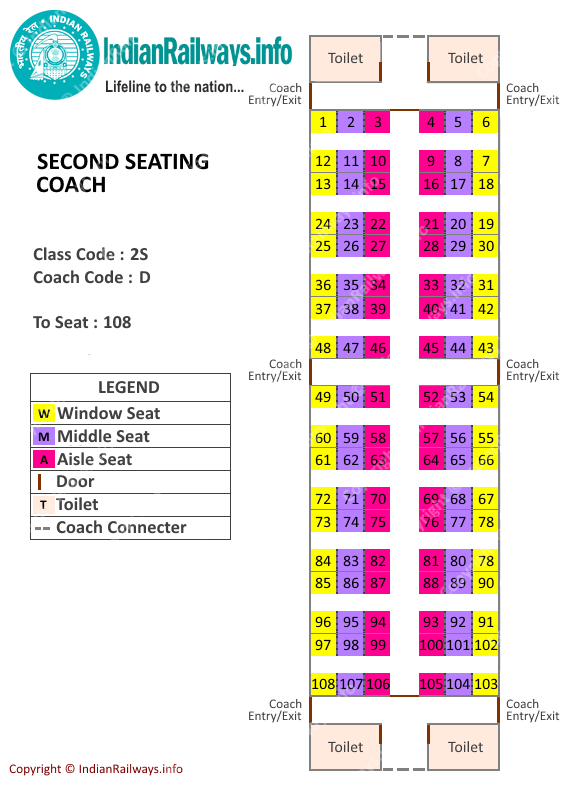 भारतीय रेल
INDIAN RAILWAYS
IndianRailways.info
Lifeline to the nation...
SECOND SEATING
COACH
Class Code : 2S
Coach Code : D
To Seat : 108
LEGEND
W Window Seat
M Middle Seat
A Aisle Seat
Door
T Toilet
Coach Connecter
Toilet Toilet
Coach Entry/Exit Coach Entry/Exit
1 2 3 4 5 6
12 11 10 9 8 7
13 14 15 16 17 18
24 23 22 21 20 19
25 26 27 28 29 30
36 35 34 33 32 31
37 38 39 40 41 42
48 47 46 45 44 43
Coach Entry/Exit Coach Entry/Exit
49 50 51 52 53 54
60 59 58 57 56 55
61 62 63 64 65 66
72 71 70 69 68 67
73 74 75 76 77 78
84 83 82 81 80 78
85 86 87 88 89 90
96 95 94 93 92 91
97 98 99 100 101 102
108 107 106 105 104 103
Coach Entry/Exit Coach Entry/Exit
Toilet Toilet
Copyright © IndianRailways.info